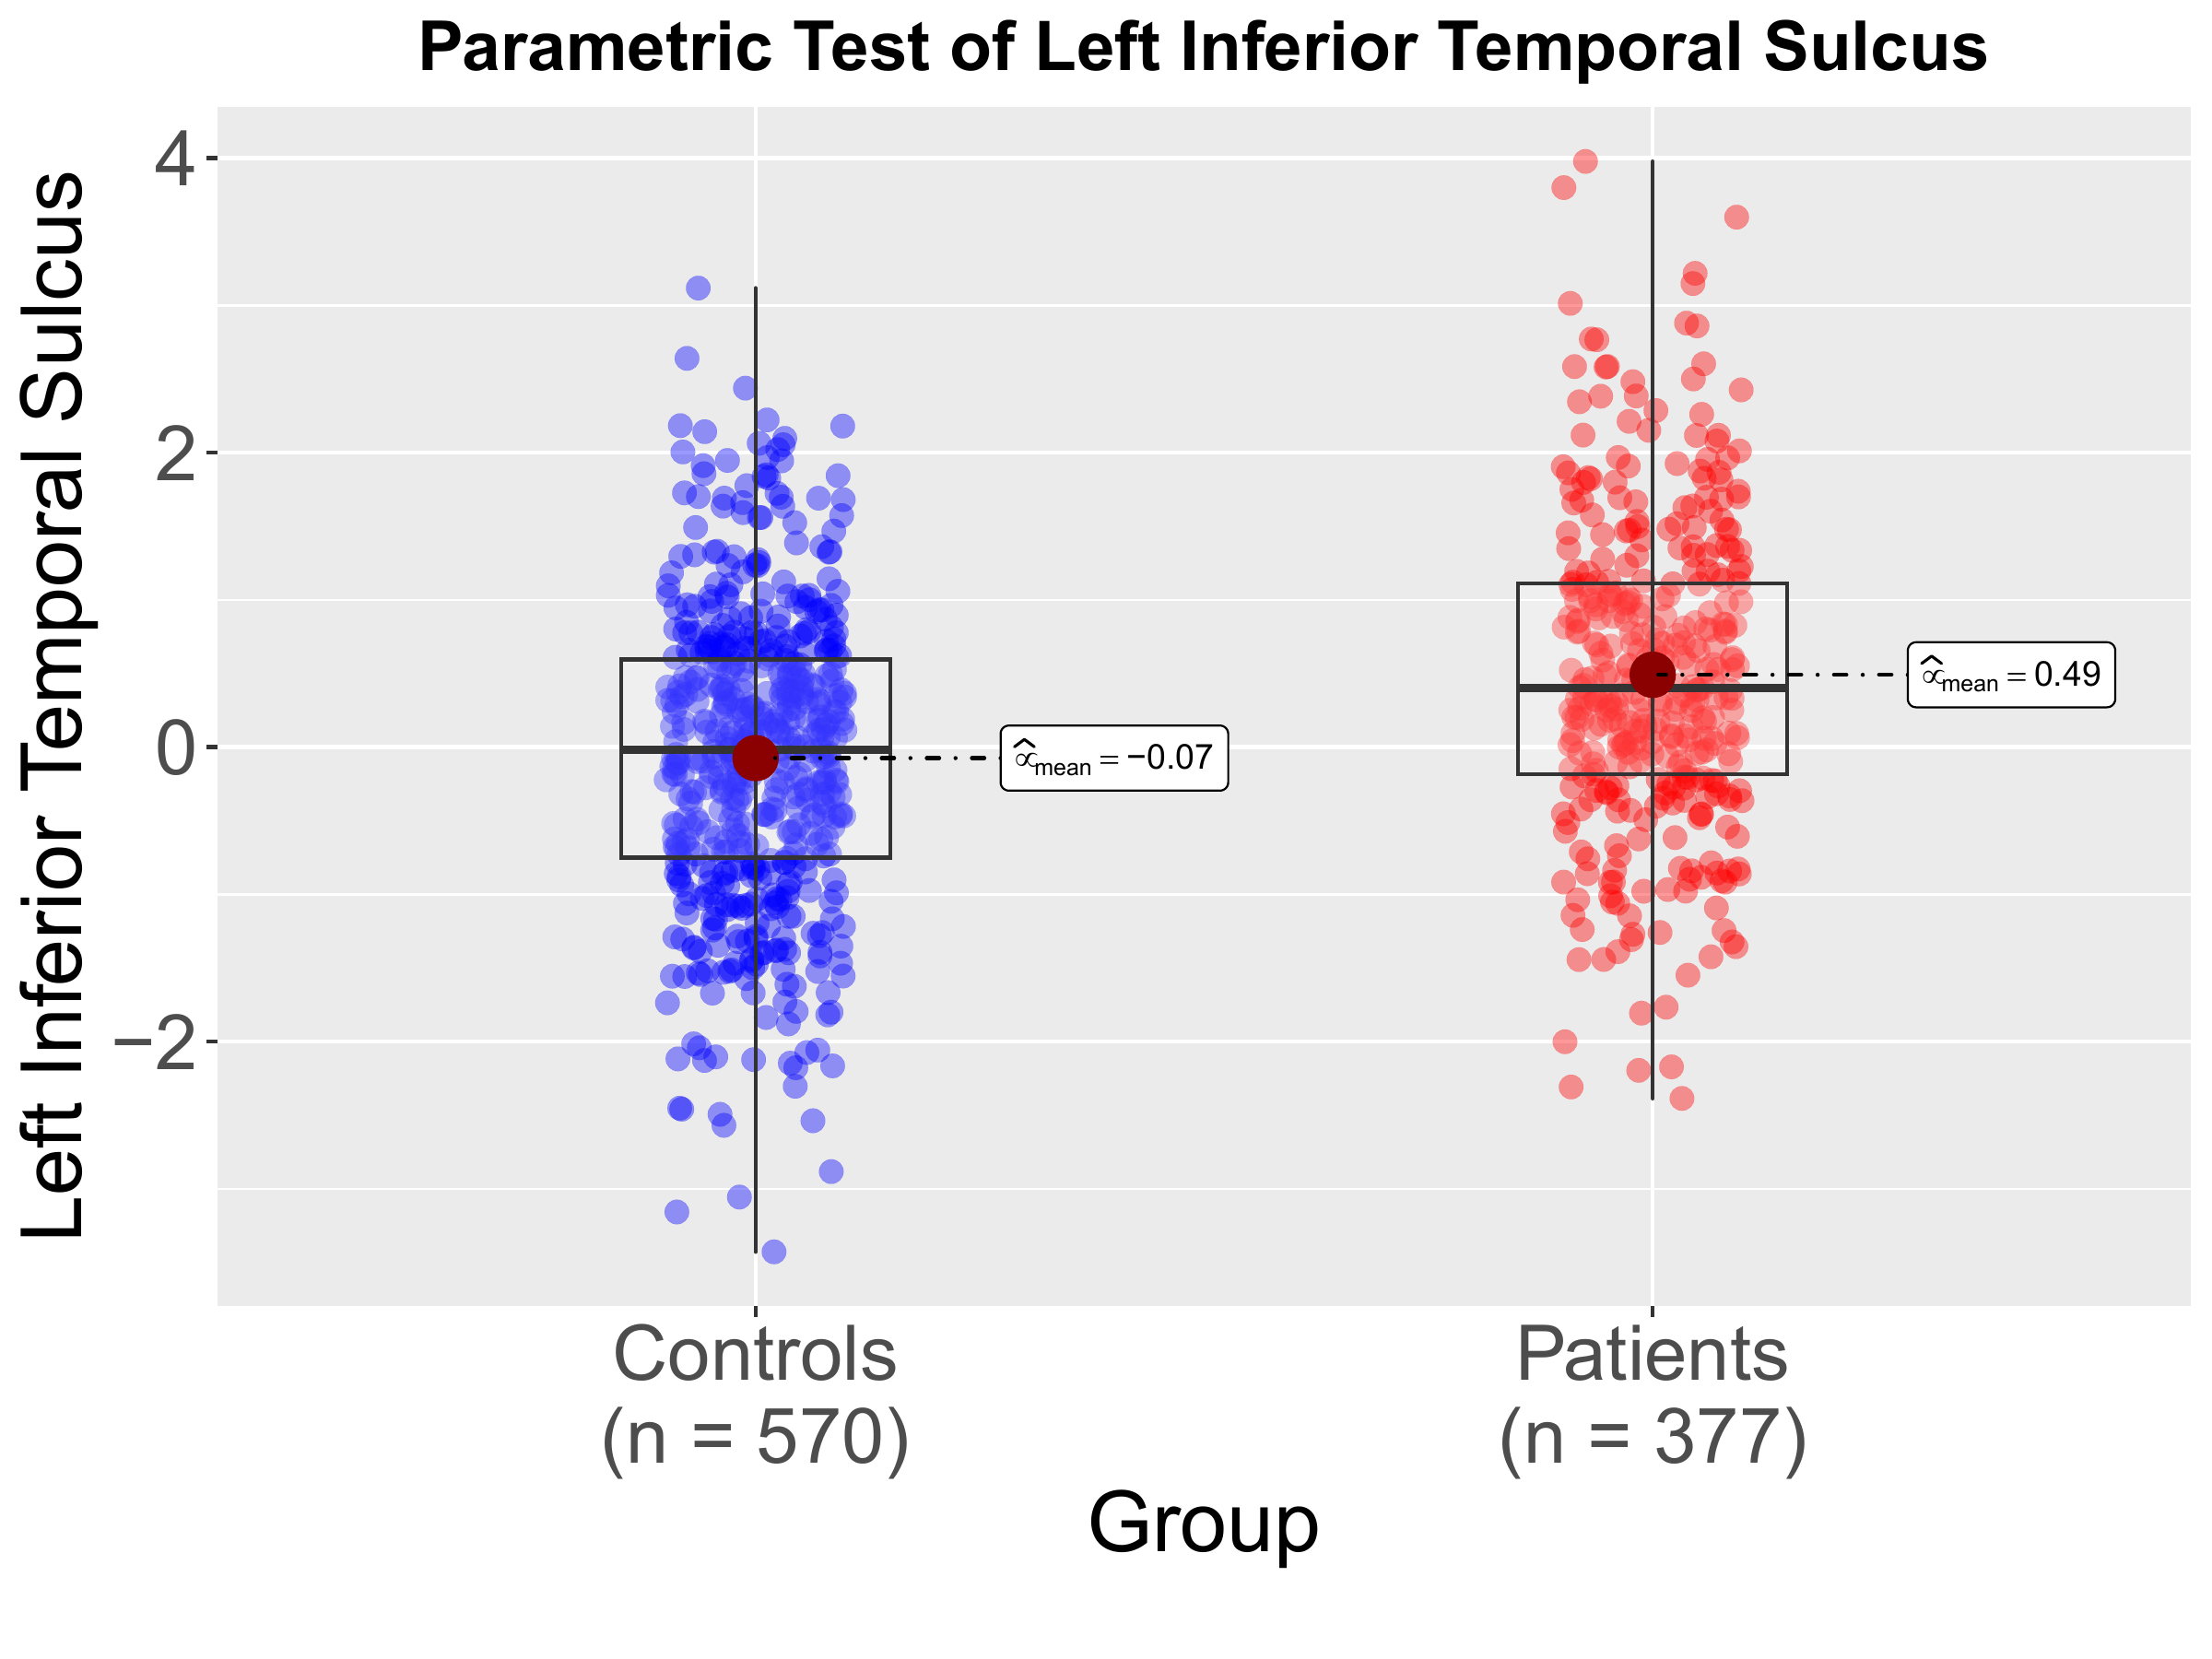 Parametric Test of Left Inferior Temporal Sulcus
Left Inferior Temporal Sulcus
4
2
0
−2
μ̂mean = −0.07
μ̂mean = 0.49
Controls
(n = 570)
Patients
(n = 377)
Group